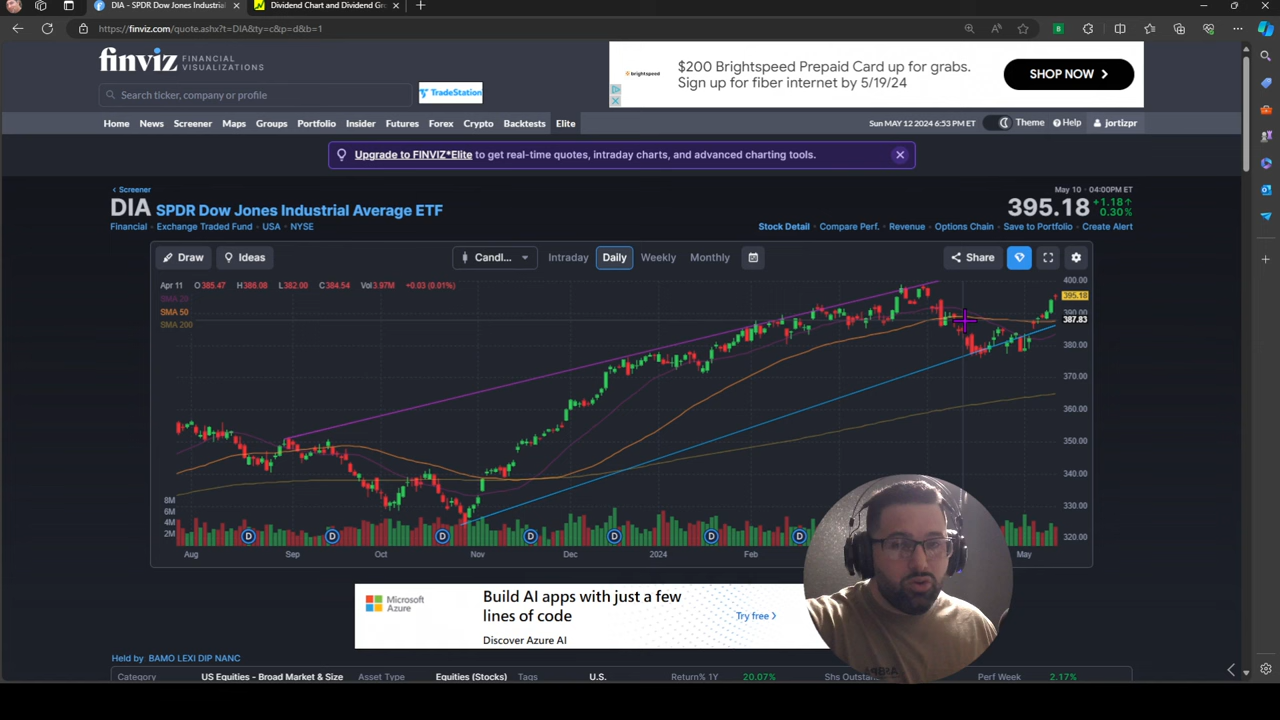 DIA - SPDR Dow Jones Industrial
Dividend Chart and Dividend Gr
https://finviz.com/quote.ashx?t=DIA&ty=c&p=d&b=1
finviz FINANCIAL VISUALIZATIONS
brightspeed $200 Brightspeed Prepaid Card up for grabs.
Sign up for fiber internet by 5/19/24
SHOP NOW
Search ticker, company or profile
TradeStation
Home News Screener Maps Groups Portfolio Insider Futures Forex Crypto Backtests Elite
Sun MAY 12 2024 6:53 PM ET Theme Help jortizpr
Upgrade to FINVIZ*Elite to get real-time quotes, intraday charts, and advanced charting tools.
Screener
May 10 · 04:00PM ET
DIA SPDR Dow Jones Industrial Average ETF
395.18 +1.18
0.30%
Financial · Exchange Traded Fund · USA · NYSE
Stock Detail · Compare Perf. · Revenue · Options Chain · Save to Portfolio · Create Alert
Draw Ideas Candl... Intraday Daily Weekly Monthly Share
Apr 11 O385.47 H386.08 L382.00 C384.54 Vol3.97M +0.03 (0.01%)
SMA 20
SMA 50
SMA 200
400.00
395.18
390.00
387.83
380.00
370.00
360.00
350.00
340.00
330.00
320.00
8M
6M
4M
2M
D D D D D D D
Aug Sep Oct Nov Dec 2024 Feb May
Microsoft Azure
Build AI apps with just a few
lines of code
Discover Azure AI
Try free
Held by BAMO LEXI DIP NANC
Category US Equities - Broad Market & Size Asset Type Equities (Stocks) Tags U.S. Return% 1Y 20.07% Shs Perf Week 2.17%